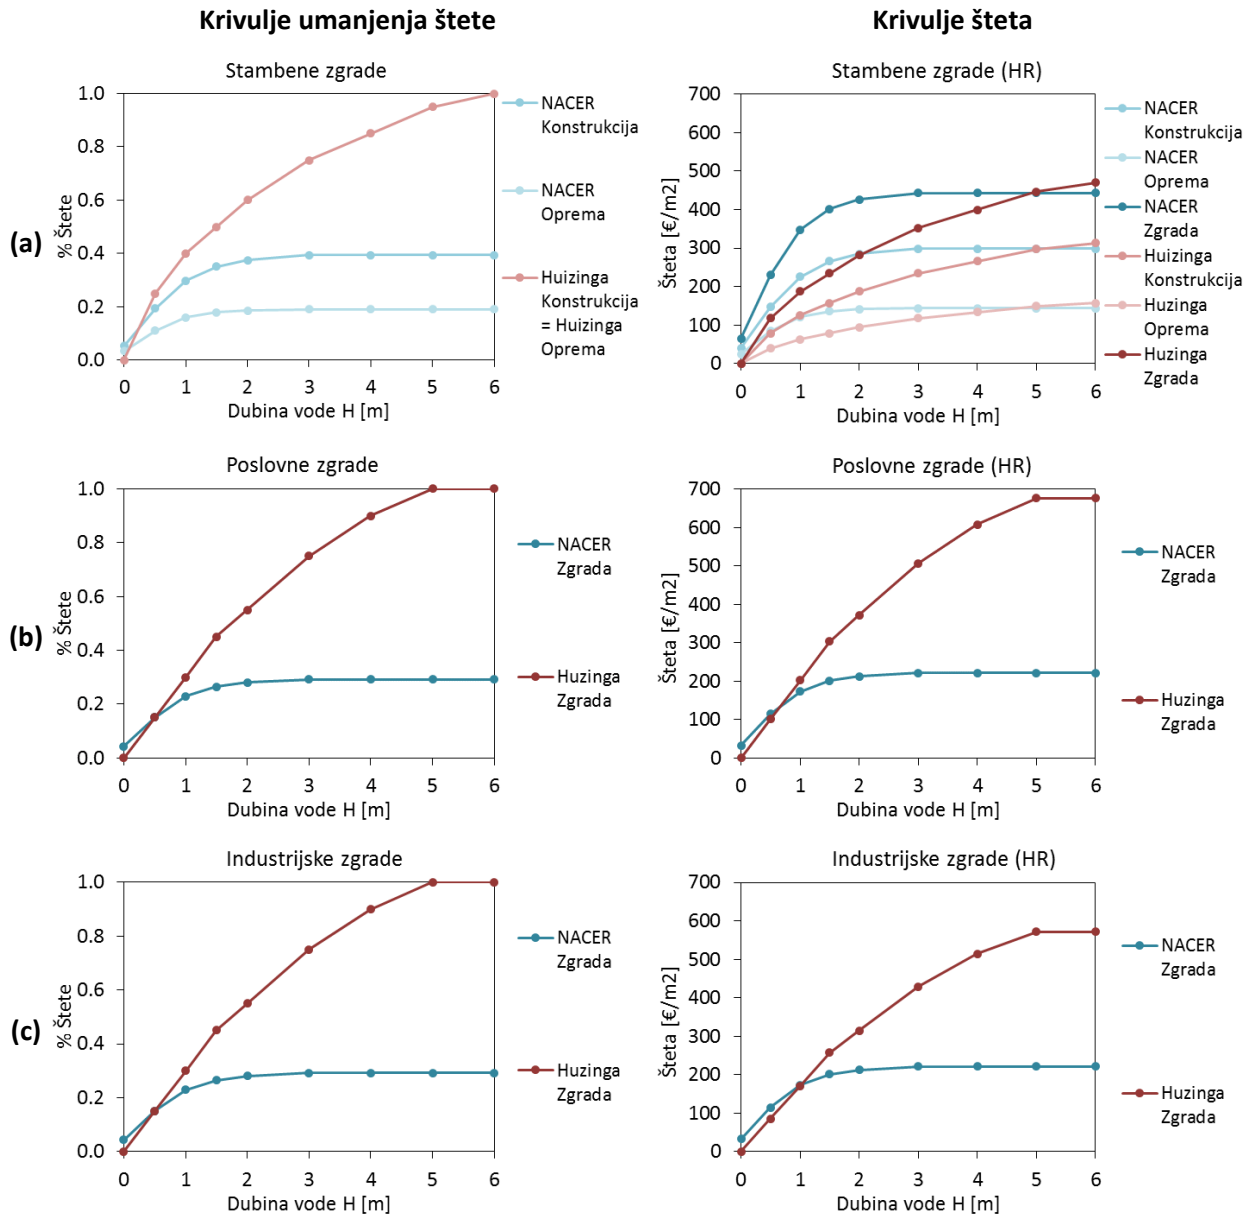 Krivulje umanjenja štete
Krivulje šteta
(a)
Stambene zgrade
% Štete
1.0
0.8
0.6
0.4
0.2
0.0
0 1 2 3 4 5 6
Dubina vode H [m]
NACER
Konstrukcija
NACER
Oprema
Huizinga
Konstrukcija
= Huizinga
Oprema
Stambene zgrade (HR)
Šteta [€/m2]
700
600
500
400
300
200
100
0
0 1 2 3 4 5 6
Dubina vode H [m]
NACER
Konstrukcija
NACER
Oprema
NACER
Zgrada
Huizinga
Konstrukcija
Huzinga
Oprema
Huzinga
Zgrada
(b)
Poslovne zgrade
% Štete
1.0
0.8
0.6
0.4
0.2
0.0
0 1 2 3 4 5 6
Dubina vode H [m]
NACER
Zgrada
Huzinga
Zgrada
Poslovne zgrade (HR)
Šteta [€/m2]
700
600
500
400
300
200
100
0
0 1 2 3 4 5 6
Dubina vode H [m]
NACER
Zgrada
Huzinga
Zgrada
(c)
Industrijske zgrade
% Štete
1.0
0.8
0.6
0.4
0.2
0.0
0 1 2 3 4 5 6
Dubina vode H [m]
NACER
Zgrada
Huzinga
Zgrada
Industrijske zgrade (HR)
Šteta [€/m2]
700
600
500
400
300
200
100
0
0 1 2 3 4 5 6
Dubina vode H [m]
NACER
Zgrada
Huzinga
Zgrada